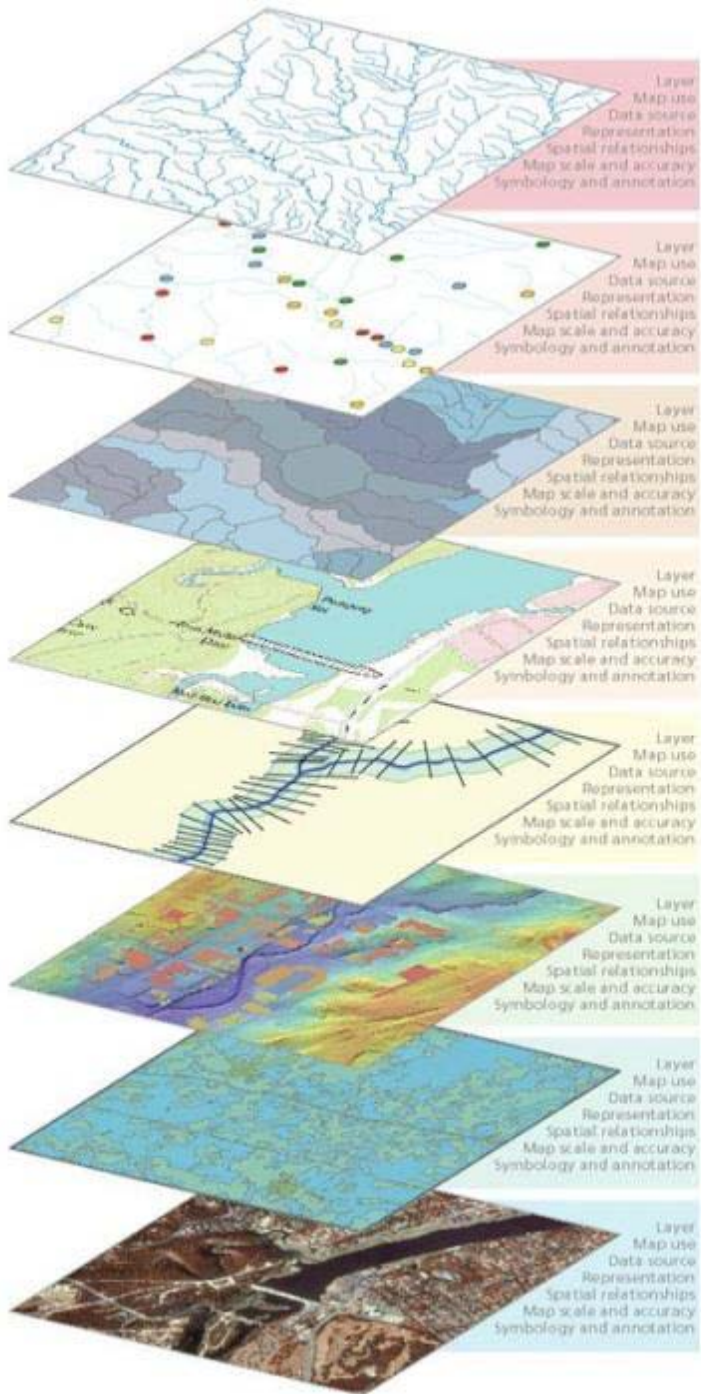 Layer
Map use
Data source
Representation
Spatial relationships
Map scale and accuracy
Symbology and annotation
Layer
Map use
Data source
Representation
Spatial relationships
Map scale and accuracy
Symbology and annotation
Layer
Map use
Data source
Representation
Spatial relationships
Map scale and accuracy
Symbology and annotation
Layer
Map use
Data source
Representation
Spatial relationships
Map scale and accuracy
Symbology and annotation
Layer
Map use
Data source
Representation
Spatial relationships
Map scale and accuracy
Symbology and annotation
Layer
Map use
Data source
Representation
Spatial relationships
Map scale and accuracy
Symbology and annotation
Layer
Map use
Data source
Representation
Spatial relationships
Map scale and accuracy
Symbology and annotation
Layer
Map use
Data source
Representation
Spatial relationships
Map scale and accuracy
Symbology and annotation